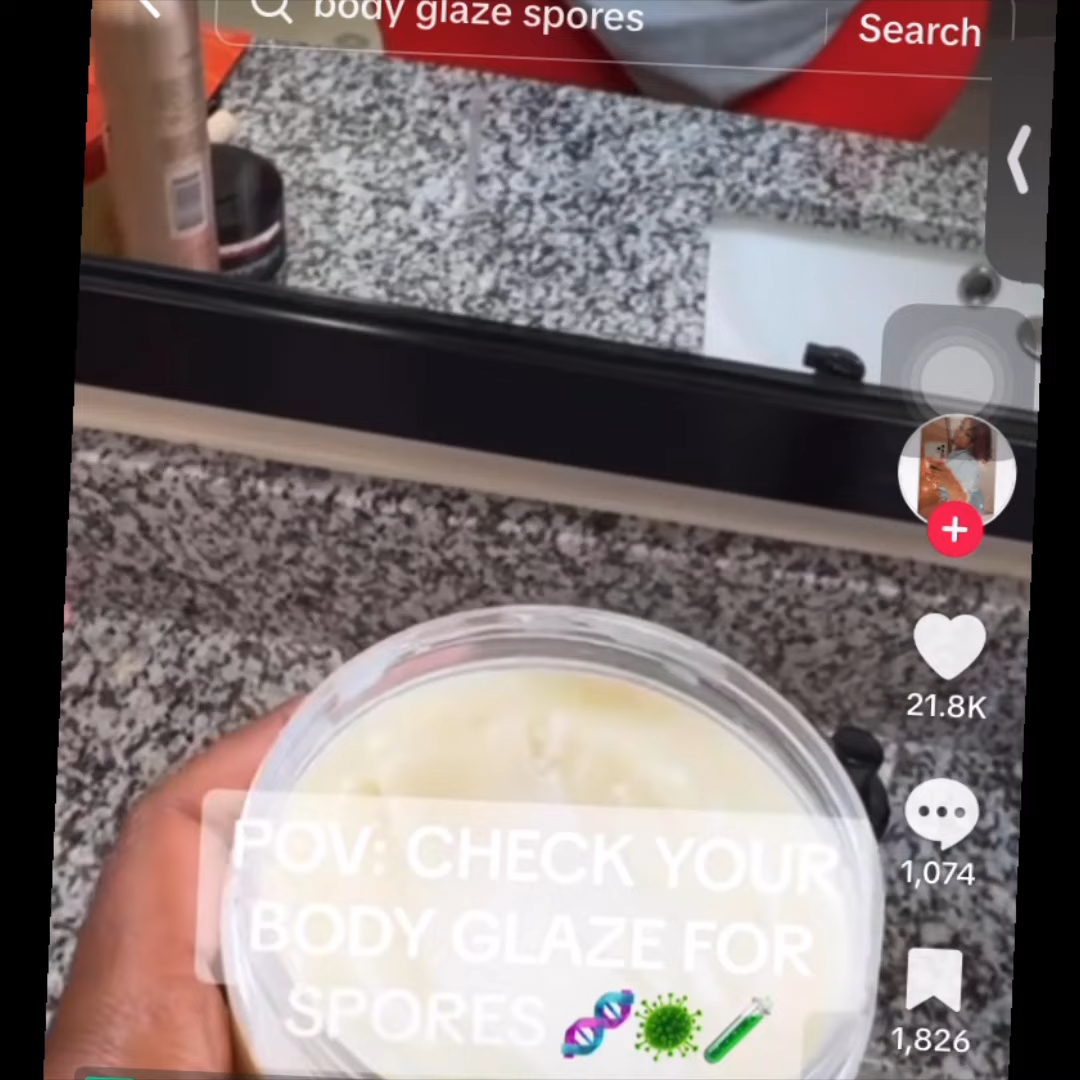 body glaze spores
Search
21.8K
POV: CHECK YOUR
BODY GLAZE FOR
SPORES 🧬🦠🧪
1,074
1,826